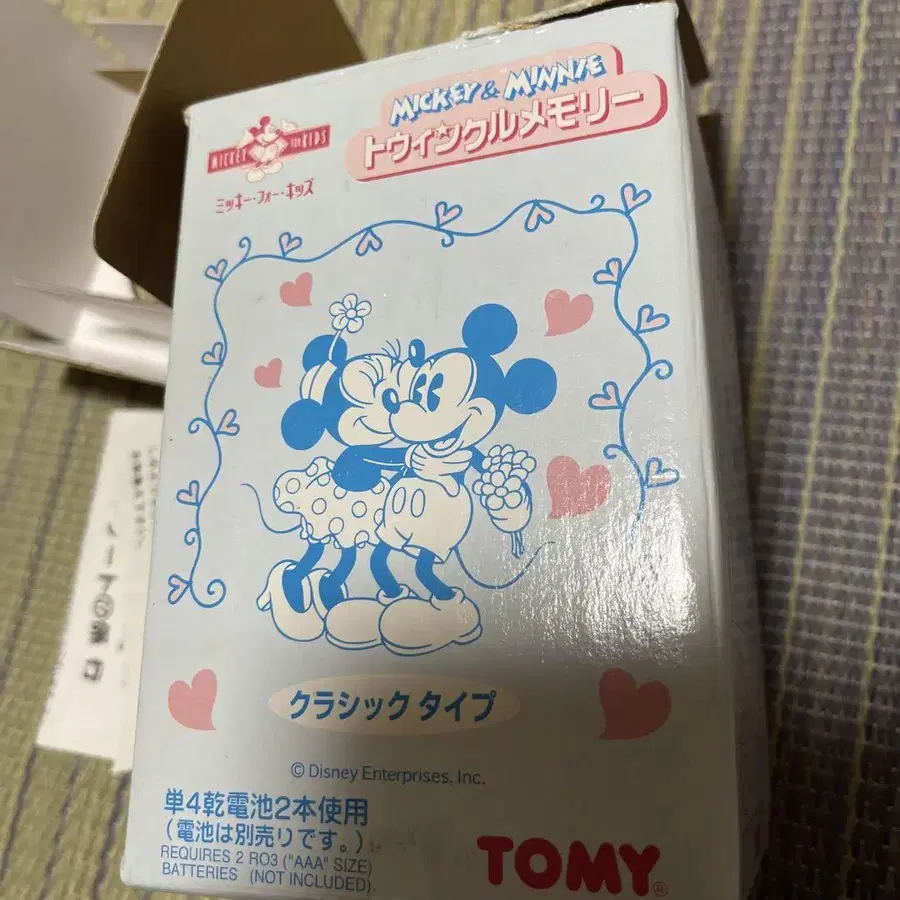 MICKEY & MINNIE
トゥィンクルメモリー
MICKEY FOR KIDS
ミッキー・フォー・キッズ
クラシック タイプ
© Disney Enterprises, Inc.
単4乾電池2本使用
(電池は別売りです。)
REQUIRES 2 RO3 ("AAA" SIZE)
BATTERIES (NOT INCLUDED).
TOMY®